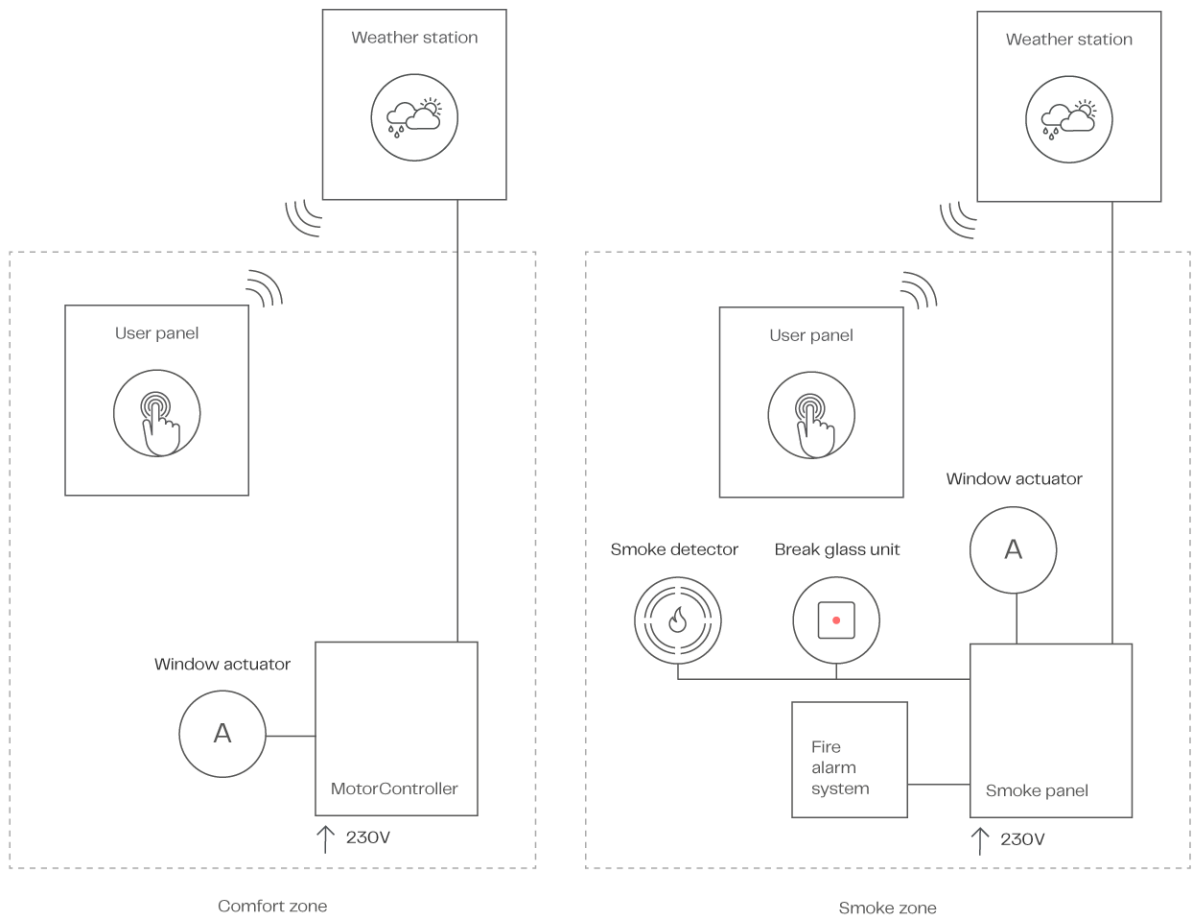 Weather station
User panel
Window actuator
A
MotorController
230V
Comfort zone
Weather station
User panel
Window actuator
A
Smoke detector
Break glass unit
Fire
alarm
system
Smoke panel
230V
Smoke zone